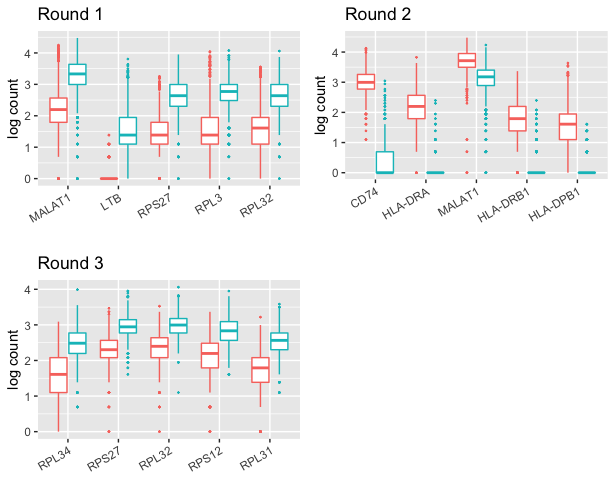 Round 1
log count
4
3
2
1
0
MALAT1
LTB
RPS27
RPL3
RPL32
Round 2
log count
4
3
2
1
0
CD74
HLA-DRA
MALAT1
HLA-DRB1
HLA-DPB1
Round 3
log count
4
3
2
1
0
RPL34
RPS27
RPL32
RPS12
RPL31